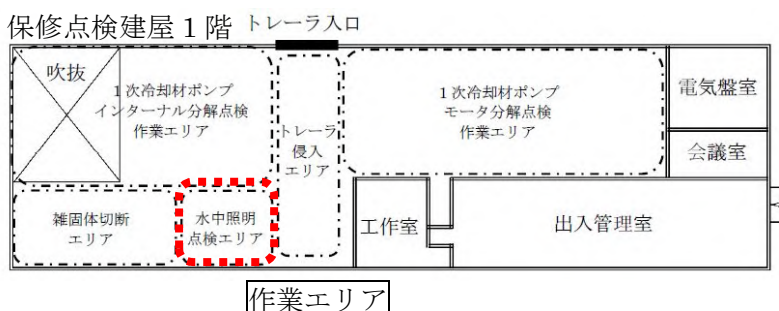 保修点検建屋1階
トレーラ入口
吹抜
1次冷却材ポンプ
インターナル分解点検
作業エリア
トレーラ
侵入
エリア
1次冷却材ポンプ
モータ分解点検
作業エリア
電気盤室
会議室
雑固体切断
エリア
水中照明
点検エリア
工作室
出入管理室
作業エリア